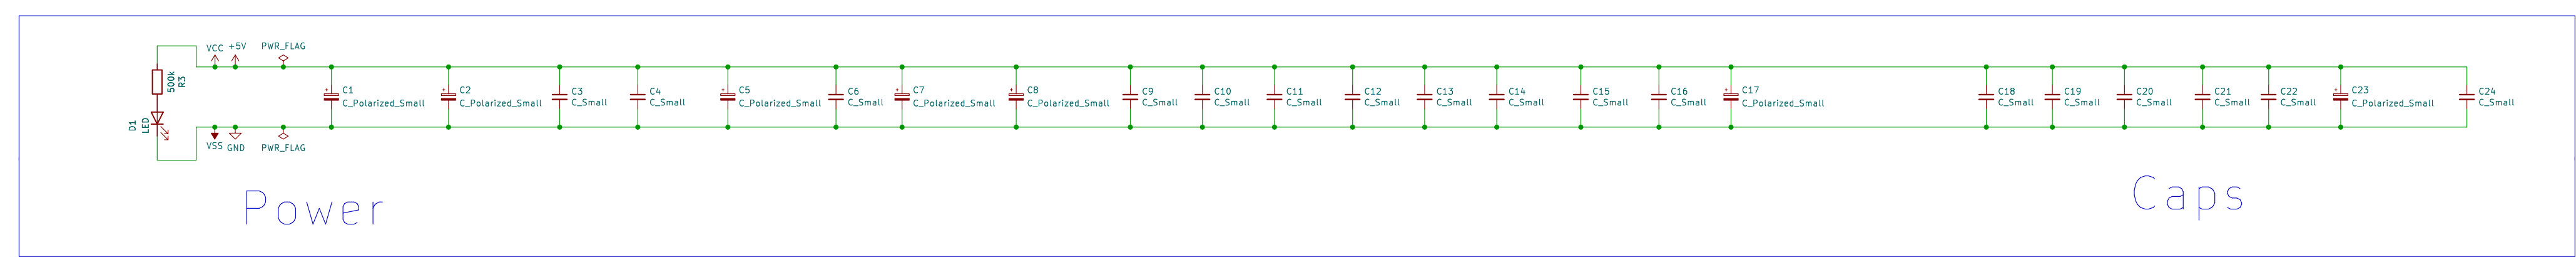 VCC
+5V
PWR_FLAG
500k
R3
D1
LED
VSS
GND
PWR_FLAG
C1
C_Polarized_Small
C2
C_Polarized_Small
C3
C_Small
C4
C_Small
C5
C_Polarized_Small
C6
C_Small
C7
C_Polarized_Small
C8
C_Polarized_Small
C9
C_Small
C10
C_Small
C11
C_Small
C12
C_Small
C13
C_Small
C14
C_Small
C15
C_Small
C16
C_Small
C17
C_Polarized_Small
C18
C_Small
C19
C_Small
C20
C_Small
C21
C_Small
C22
C_Small
C23
C_Polarized_Small
C24
C_Small
Power
Caps